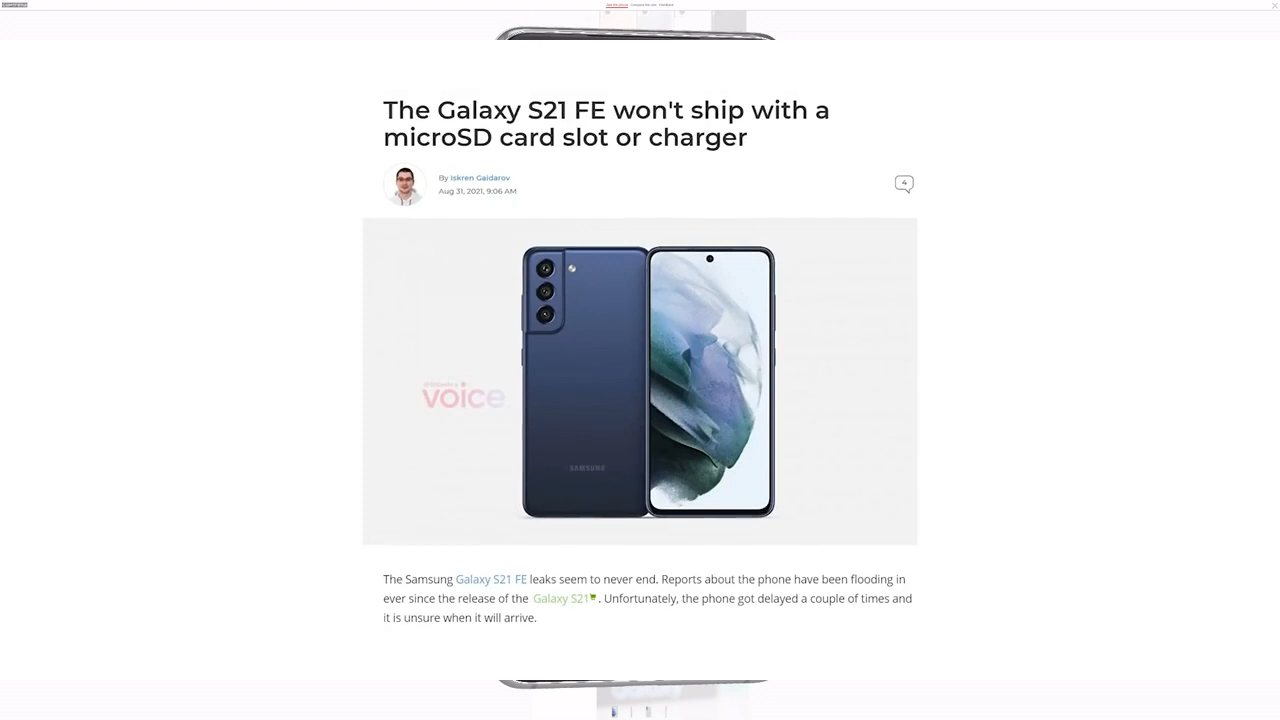 The Galaxy S21 FE won't ship with a
microSD card slot or charger
By Iskren Gaidarov
Aug 31, 2021, 9:06 AM
4
voice
SAMSUNG
The Samsung Galaxy S21 FE leaks seem to never end. Reports about the phone have been flooding in
ever since the release of the Galaxy S21. Unfortunately, the phone got delayed a couple of times and
it is unsure when it will arrive.